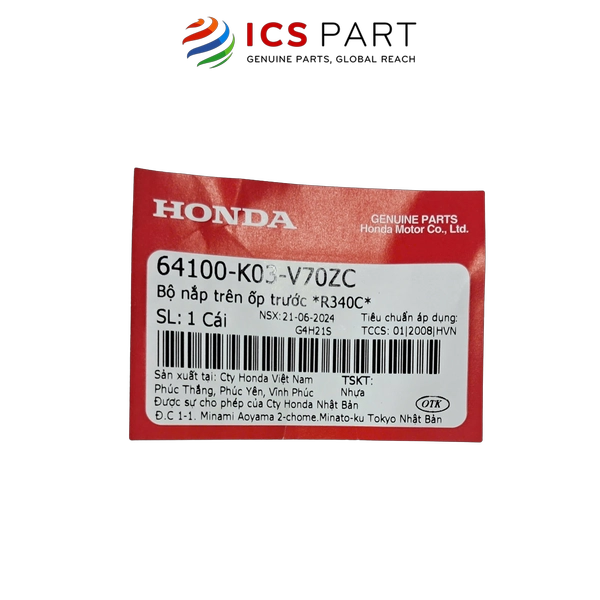 ICS PART
GENUINE PARTS, GLOBAL REACH
HONDA
GENUINE PARTS
Honda Motor Co., Ltd.
64100-K03-V70ZC
Bộ nắp trên ốp trước *R340C*
SL: 1 Cái
NSX: 21-06-2024
G4H21S
Tiêu chuẩn áp dụng:
TCCS: 01|2008|HVN
Sản xuất tại: Cty Honda Việt Nam
Phúc Thắng, Phúc Yên, Vĩnh Phúc
TSKT:
Nhựa
Được sự cho phép của Cty Honda Nhật Bản
Đ.C 1-1. Minami Aoyama 2-chome.Minato-ku Tokyo Nhật Bản
OTK